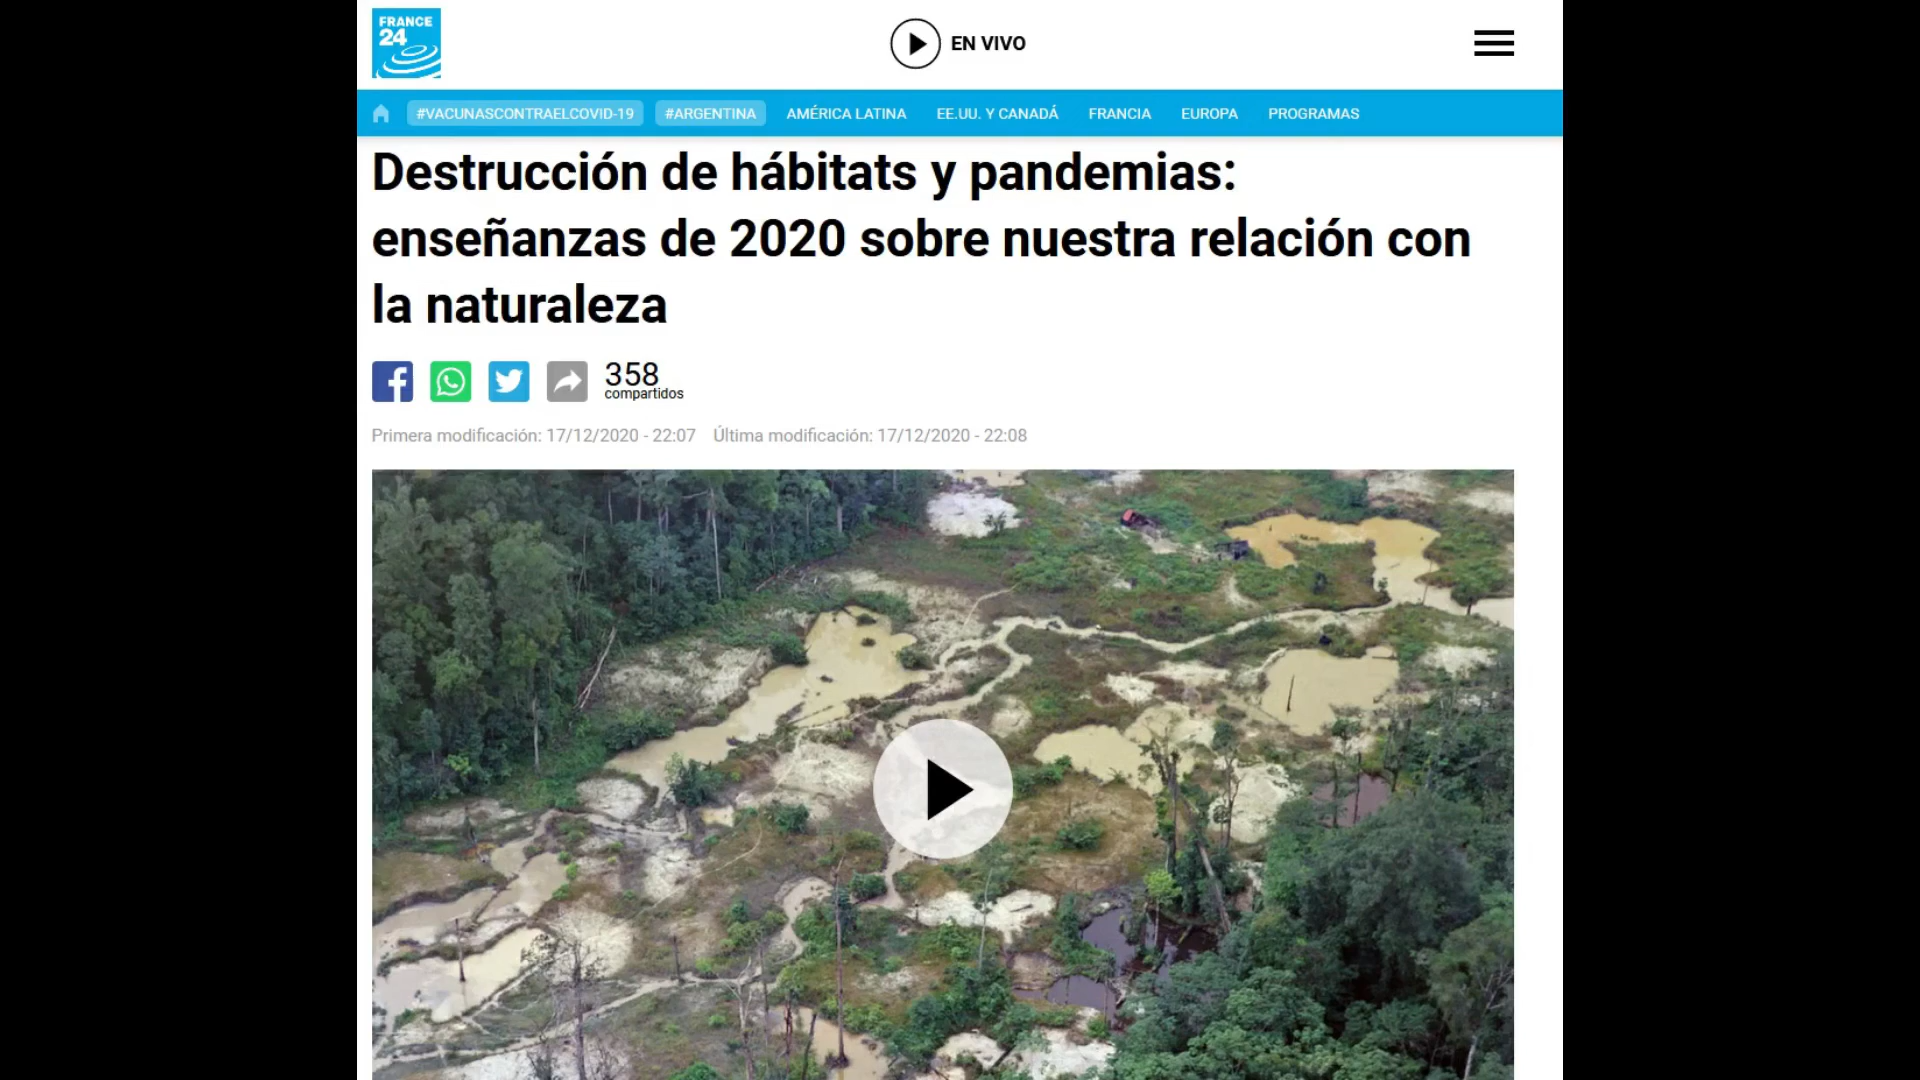 FRANCE
24
EN VIVO
#VACUNASCONTRAELCOVID-19 #ARGENTINA AMÉRICA LATINA EE.UU. Y CANADÁ FRANCIA EUROPA PROGRAMAS
Destrucción de hábitats y pandemias:
enseñanzas de 2020 sobre nuestra relación con
la naturaleza
358
compartidos
Primera modificación: 17/12/2020 - 22:07 Última modificación: 17/12/2020 - 22:08